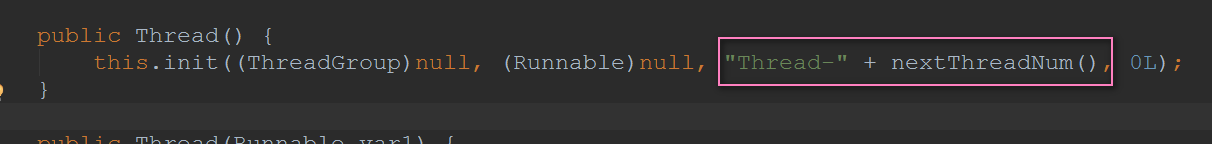 public Thread() {
this.init((ThreadGroup)null, (Runnable)null, "Thread-" + nextThreadNum(), 0L);
}
public Thread(Runnable var1) {